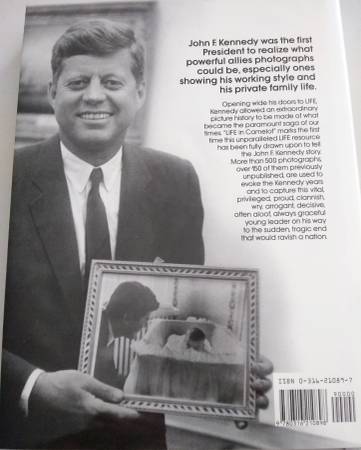 John F. Kennedy was the first
President to realize what
powerful allies photographs
could be, especially ones
showing his working style and
his private family life.
Opening wide his doors to LIFE,
Kennedy allowed an extraordinary
picture history to be made of what
became the paramount saga of our
times. "LIFE in Camelot" marks the first
time this unparalleled LIFE resource
has been fully drawn upon to tell
the John F. Kennedy story.
More than 500 photographs,
over 150 of them previously
unpublished, are used to
evoke the Kennedy years
and to capture this vital,
privileged, proud, clannish,
wry, arrogant, decisive,
often aloof, always graceful
young leader on his way
to the sudden, tragic end
that would ravish a nation.
ISBN 0-316-21089-7
90000
9 780316 210898